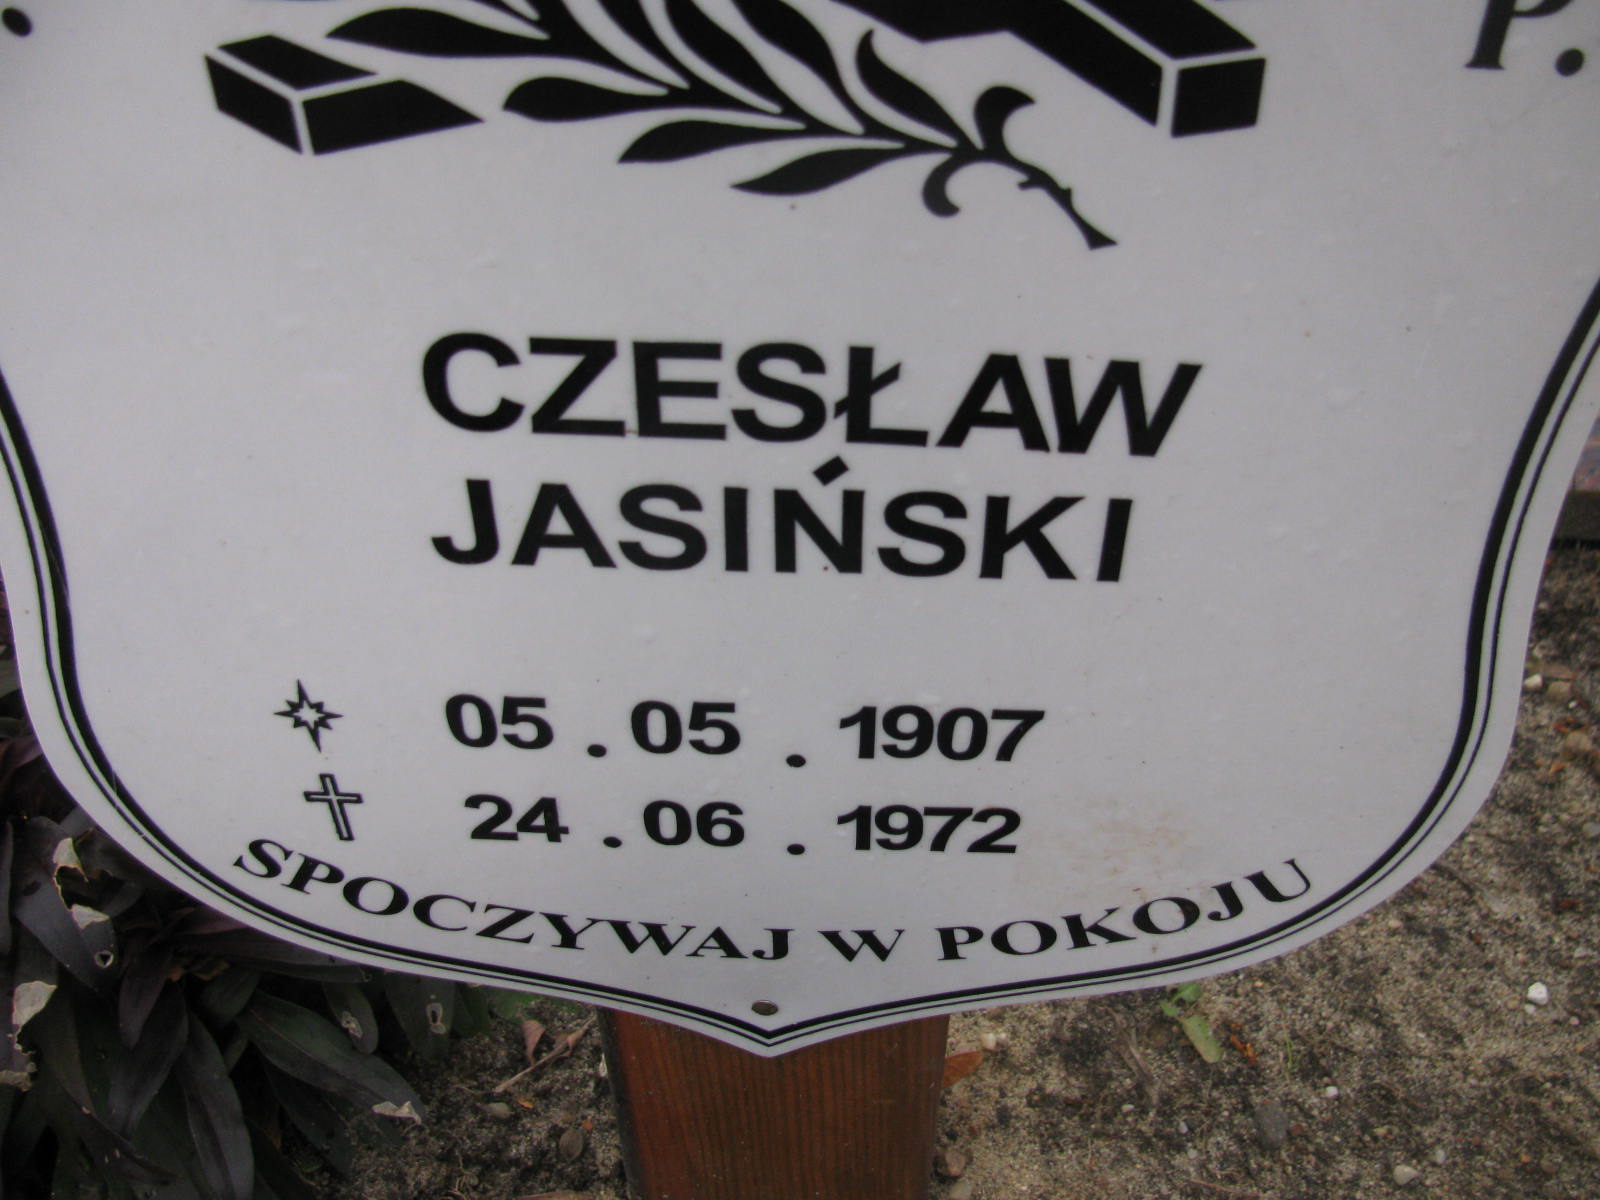 P.
CZESŁAW
JASIŃSKI
05.05.1907
24.06.1972
SPOCZYWAJ W POKOJU